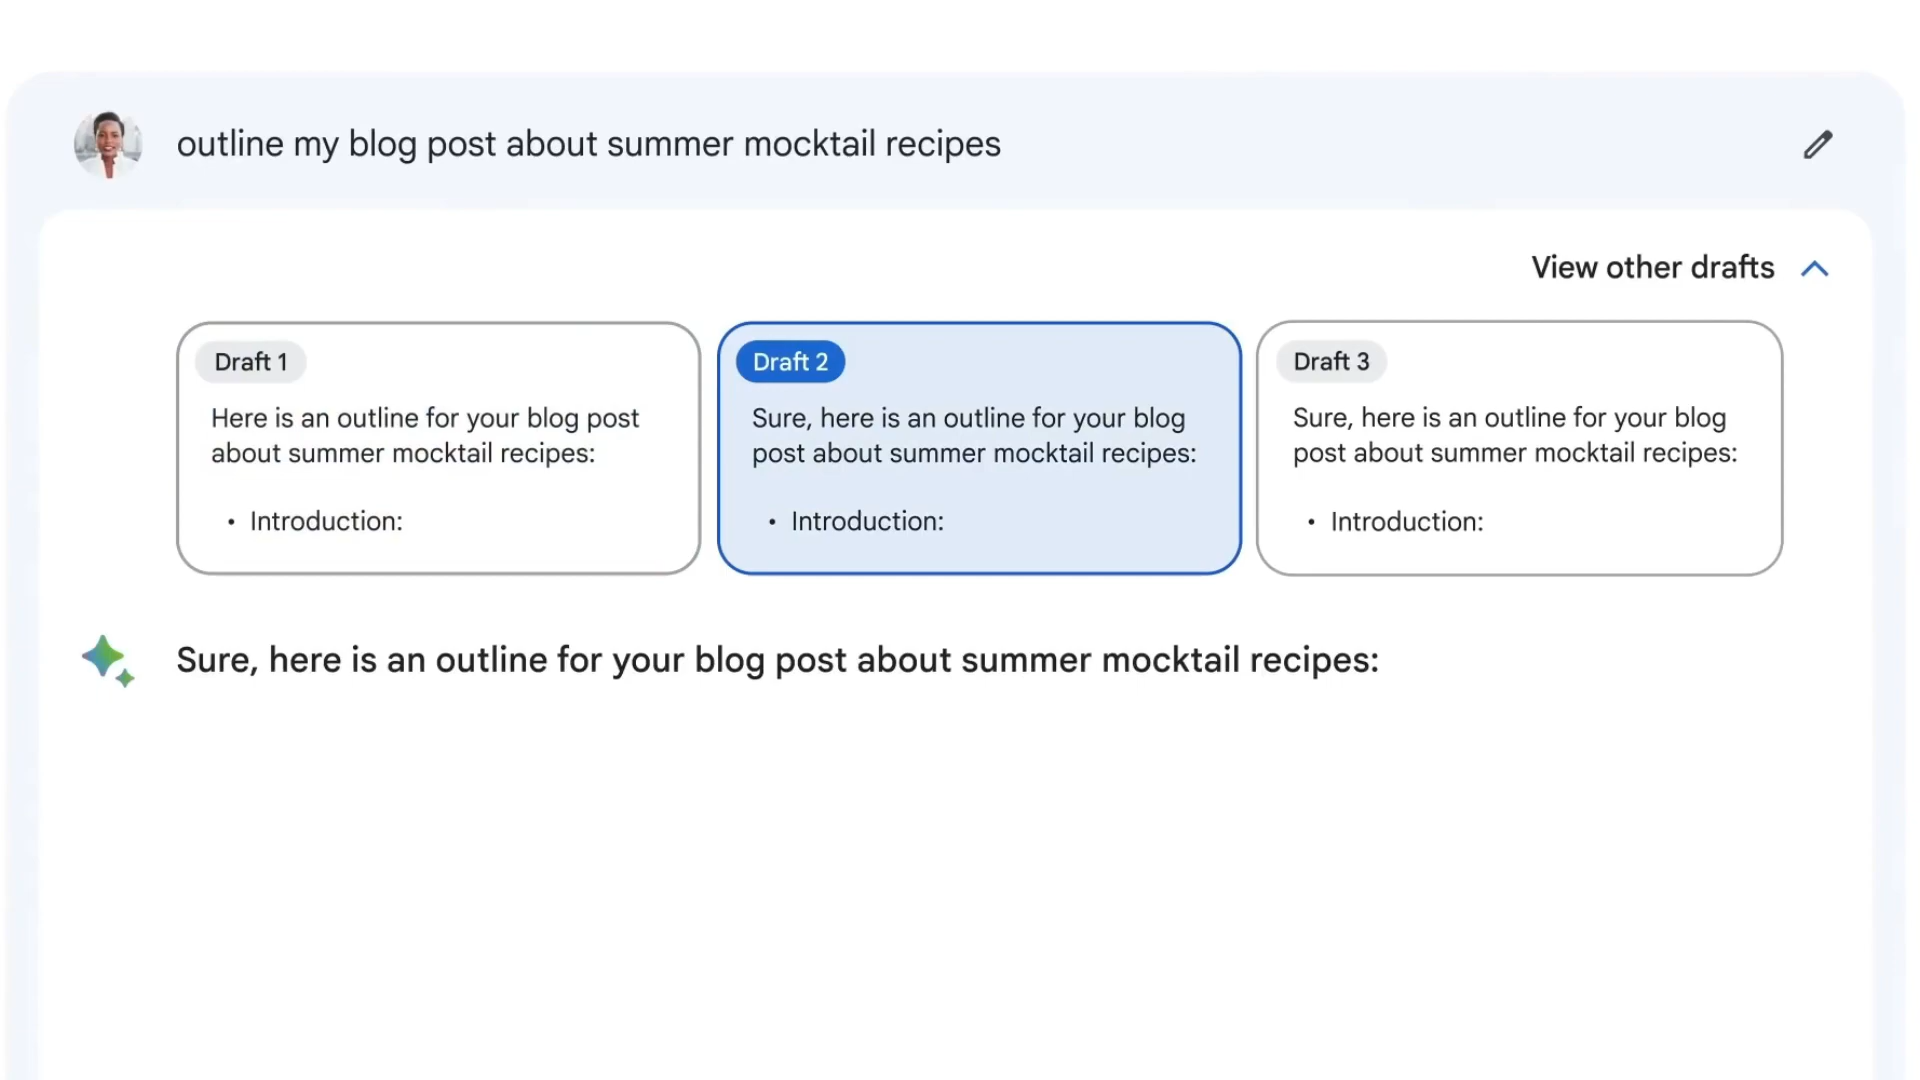 outline my blog post about summer mocktail recipes
View other drafts
Draft 1
Here is an outline for your blog post
about summer mocktail recipes:
• Introduction:
Draft 2
Sure, here is an outline for your blog
post about summer mocktail recipes:
• Introduction:
Draft 3
Sure, here is an outline for your blog
post about summer mocktail recipes:
• Introduction:
Sure, here is an outline for your blog post about summer mocktail recipes: